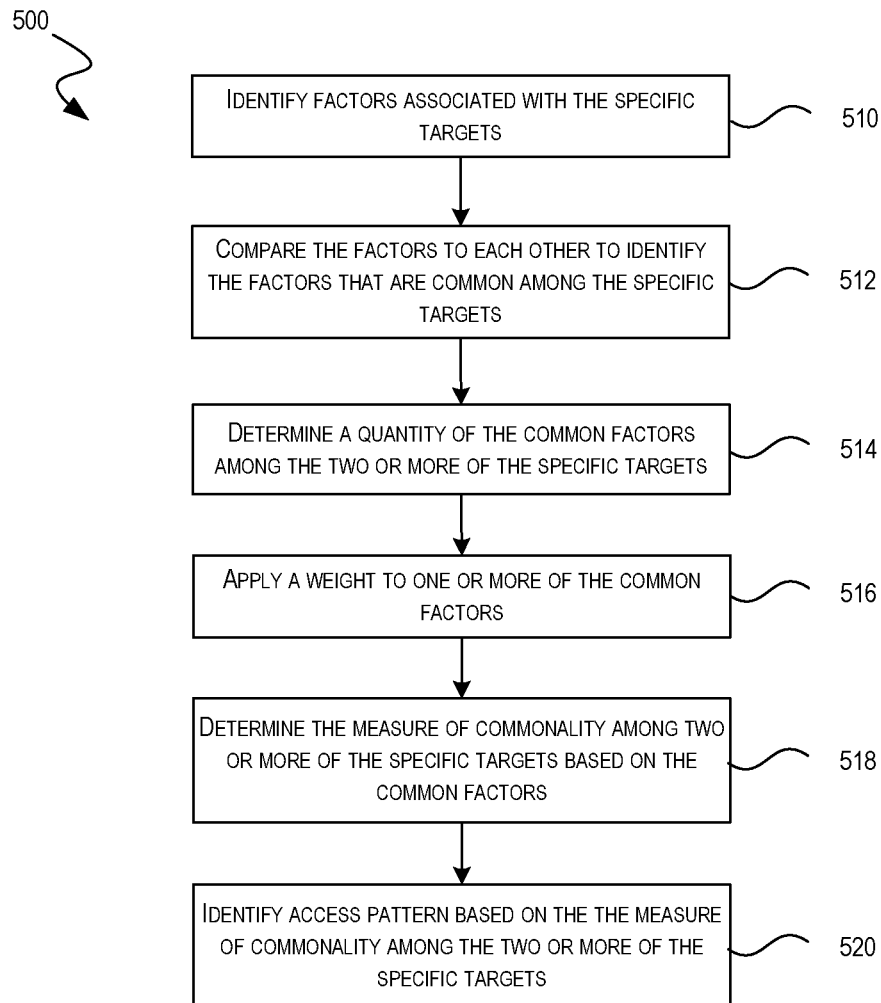 500
IDENTIFY FACTORS ASSOCIATED WITH THE SPECIFIC
TARGETS
510
COMPARE THE FACTORS TO EACH OTHER TO IDENTIFY
THE FACTORS THAT ARE COMMON AMONG THE SPECIFIC
TARGETS
512
DETERMINE A QUANTITY OF THE COMMON FACTORS
AMONG THE TWO OR MORE OF THE SPECIFIC TARGETS
514
APPLY A WEIGHT TO ONE OR MORE OF THE COMMON
FACTORS
516
DETERMINE THE MEASURE OF COMMONALITY AMONG TWO
OR MORE OF THE SPECIFIC TARGETS BASED ON THE
COMMON FACTORS
518
IDENTIFY ACCESS PATTERN BASED ON THE THE MEASURE
OF COMMONALITY AMONG THE TWO OR MORE OF THE
SPECIFIC TARGETS
520